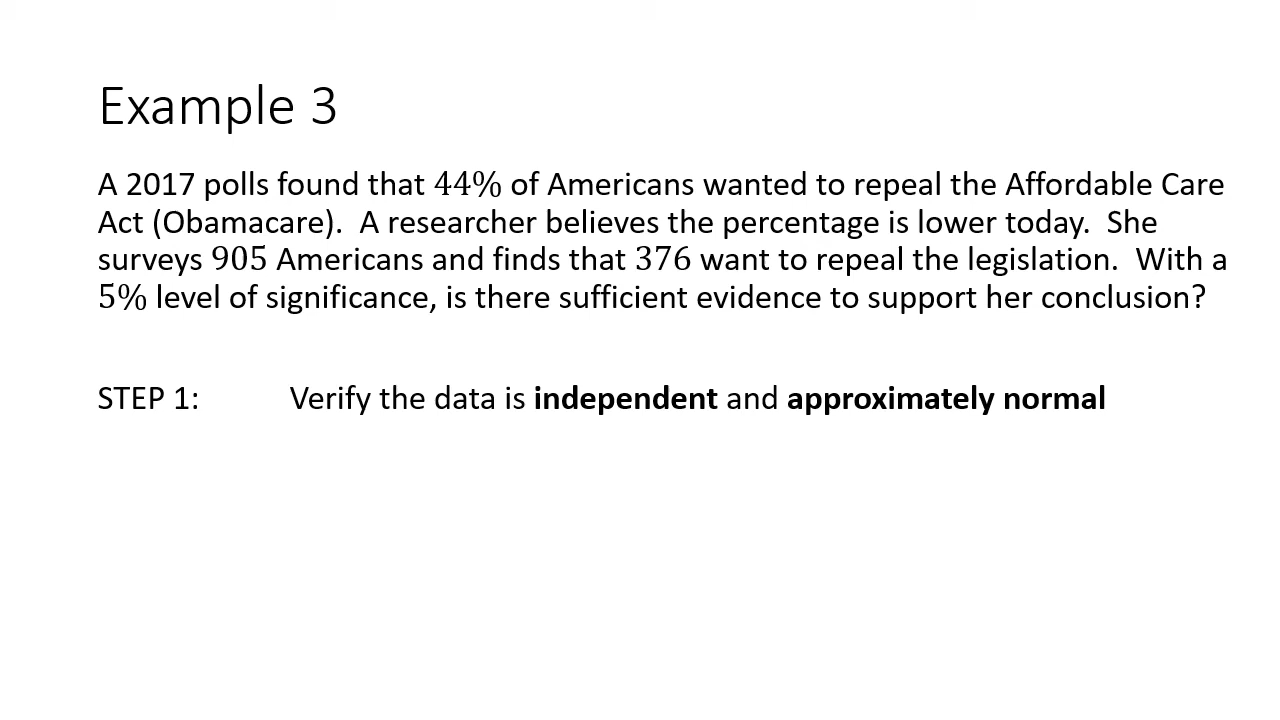 Example 3
A 2017 polls found that 44% of Americans wanted to repeal the Affordable Care
Act (Obamacare).  A researcher believes the percentage is lower today.  She
surveys 905 Americans and finds that 376 want to repeal the legislation.  With a
5% level of significance, is there sufficient evidence to support her conclusion?
STEP 1: Verify the data is independent and approximately normal